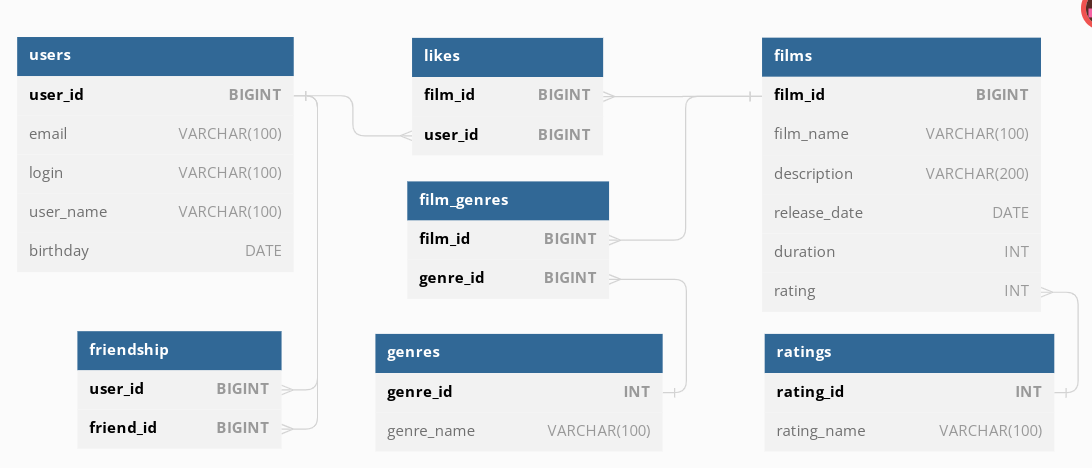 users
user_id BIGINT
email VARCHAR(100)
login VARCHAR(100)
user_name VARCHAR(100)
birthday DATE
likes
film_id BIGINT
user_id BIGINT
films
film_id BIGINT
film_name VARCHAR(100)
description VARCHAR(200)
release_date DATE
duration INT
rating INT
film_genres
film_id BIGINT
genre_id BIGINT
friendship
user_id BIGINT
friend_id BIGINT
genres
genre_id INT
genre_name VARCHAR(100)
ratings
rating_id INT
rating_name VARCHAR(100)